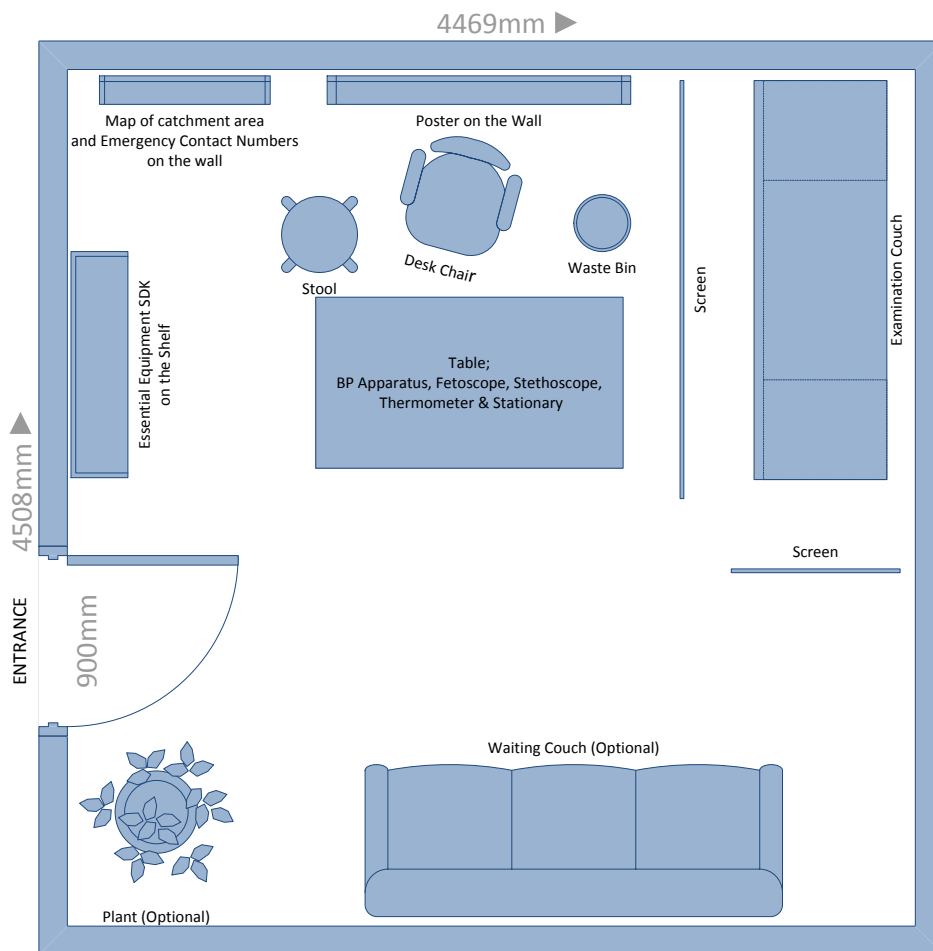 4469mm ►
Map of catchment area
and Emergency Contact Numbers
on the wall
Poster on the Wall
Desk Chair
Waste Bin
Stool
Screen
Examination Couch
Essential Equipment SDK
on the Shelf
Table;
BP Apparatus, Fetoscope, Stethoscope,
Thermometer & Stationary
4508mm ►
Screen
ENTRANCE
900mm
Waiting Couch (Optional)
Plant (Optional)